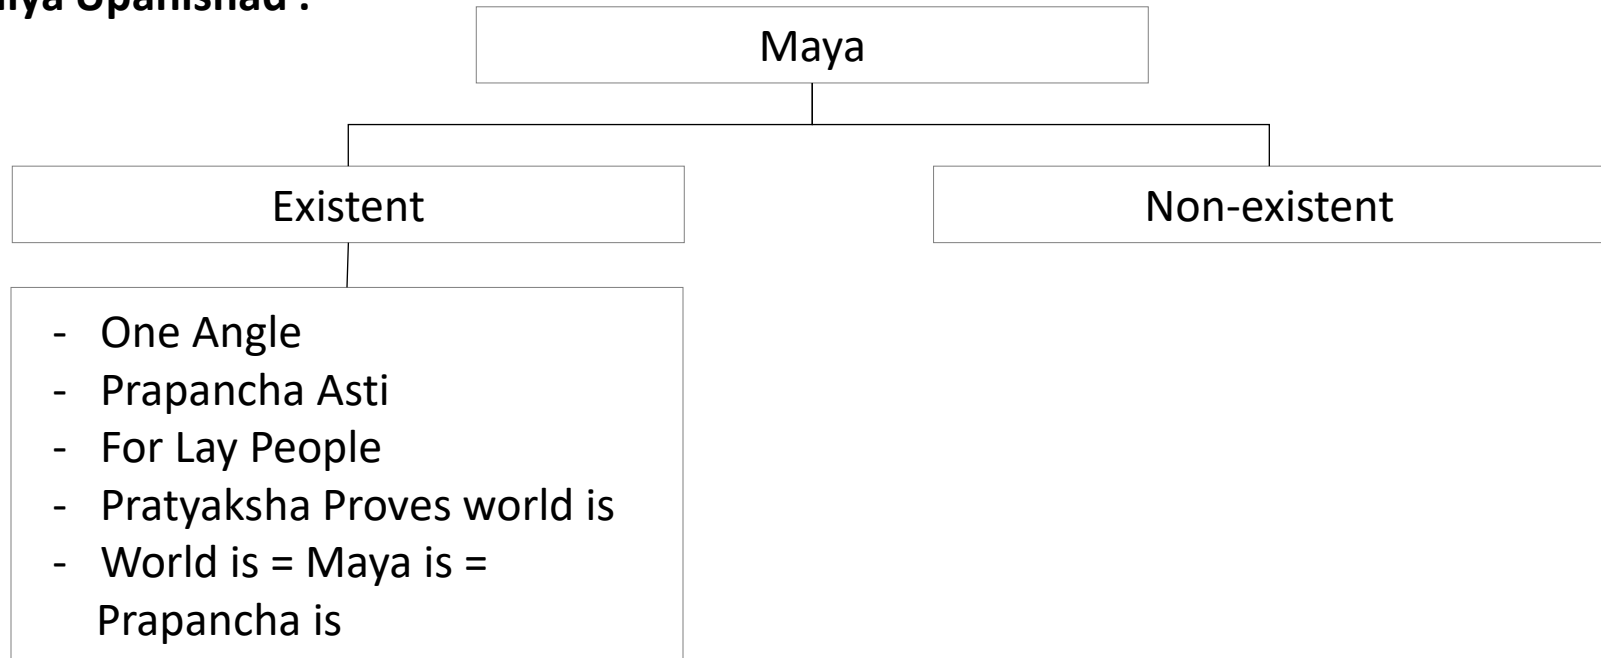 Upanishad :
Maya
Existent
Non-existent
- One Angle
- Prapancha Asti
- For Lay People
- Pratyaksha Proves world is
- World is = Maya is =
Prapancha is